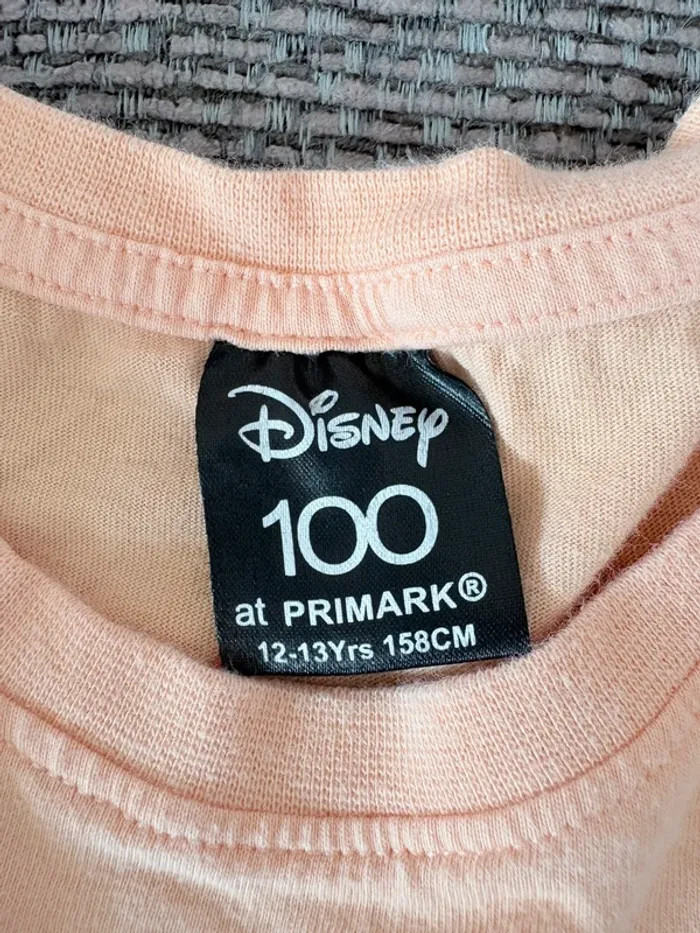 Disney
100
at PRIMARK®
12-13Yrs 158CM